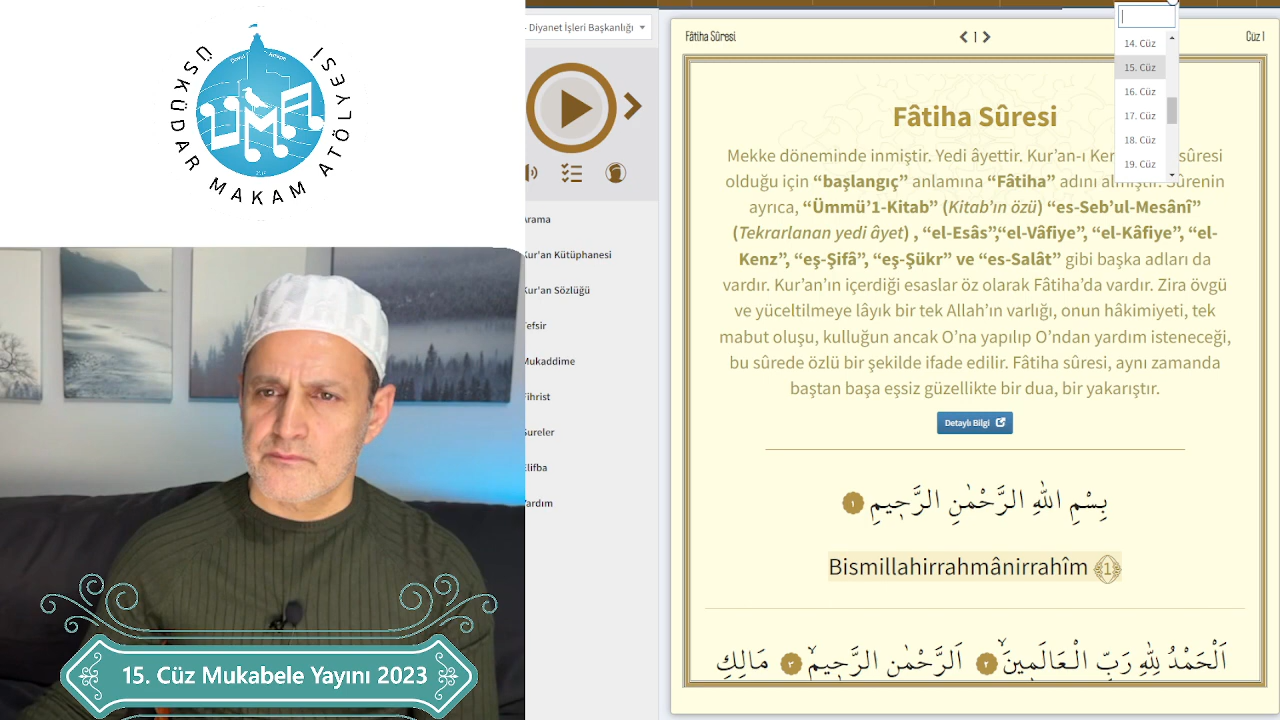 ÜSKÜDAR MAKAM ATÖLYESİ
15. Cüz Mukabele Yayını 2023
- Diyanet İşleri Başkanlığı
Arama
Kur'an Kütüphanesi
Kur'an Sözlüğü
Tefsir
Mukaddime
Fihrist
Sureler
Elifba
Yardım
Fâtiha Sûresi
1
Cüz 1
14. Cüz
15. Cüz
16. Cüz
17. Cüz
18. Cüz
19. Cüz
Fâtiha Sûresi
Mekke döneminde inmiştir. Yedi âyettir. Kur’an-ı Ker sûresi
olduğu için “başlangıç” anlamına “Fâtiha” adını almıştır. Sûrenin
ayrıca, “Ümmü’1-Kitab” (Kitab’ın özü) “es-Seb’ul-Mesânî”
(Tekrarlanan yedi âyet) , “el-Esâs”,“el-Vâfiye”, “el-Kâfiye”, “el-
Kenz”, “eş-Şifâ”, “eş-Şükr” ve “es-Salât” gibi başka adları da
vardır. Kur’an’ın içerdiği esaslar öz olarak Fâtiha’da vardır. Zira övgü
ve yüceltilmeye lâyık bir tek Allah’ın varlığı, onun hâkimiyeti, tek
mabut oluşu, kulluğun ancak O’na yapılıp O’ndan yardım isteneceği,
bu sûrede özlü bir şekilde ifade edilir. Fâtiha sûresi, aynı zamanda
baştan başa eşsiz güzellikte bir dua, bir yakarıştır.
Detaylı Bilgi
بِسْمِ اللّٰهِ الرَّحْمٰنِ الرَّح۪يمِ ١
Bismillahirrahmânirrahîm 1
اَلْحَمْدُ لِلّٰهِ رَبِّ الْعَالَم۪ينَۙ ٢ اَلرَّحْمٰنِ الرَّح۪يمِۙ ٣ مَالِكِ